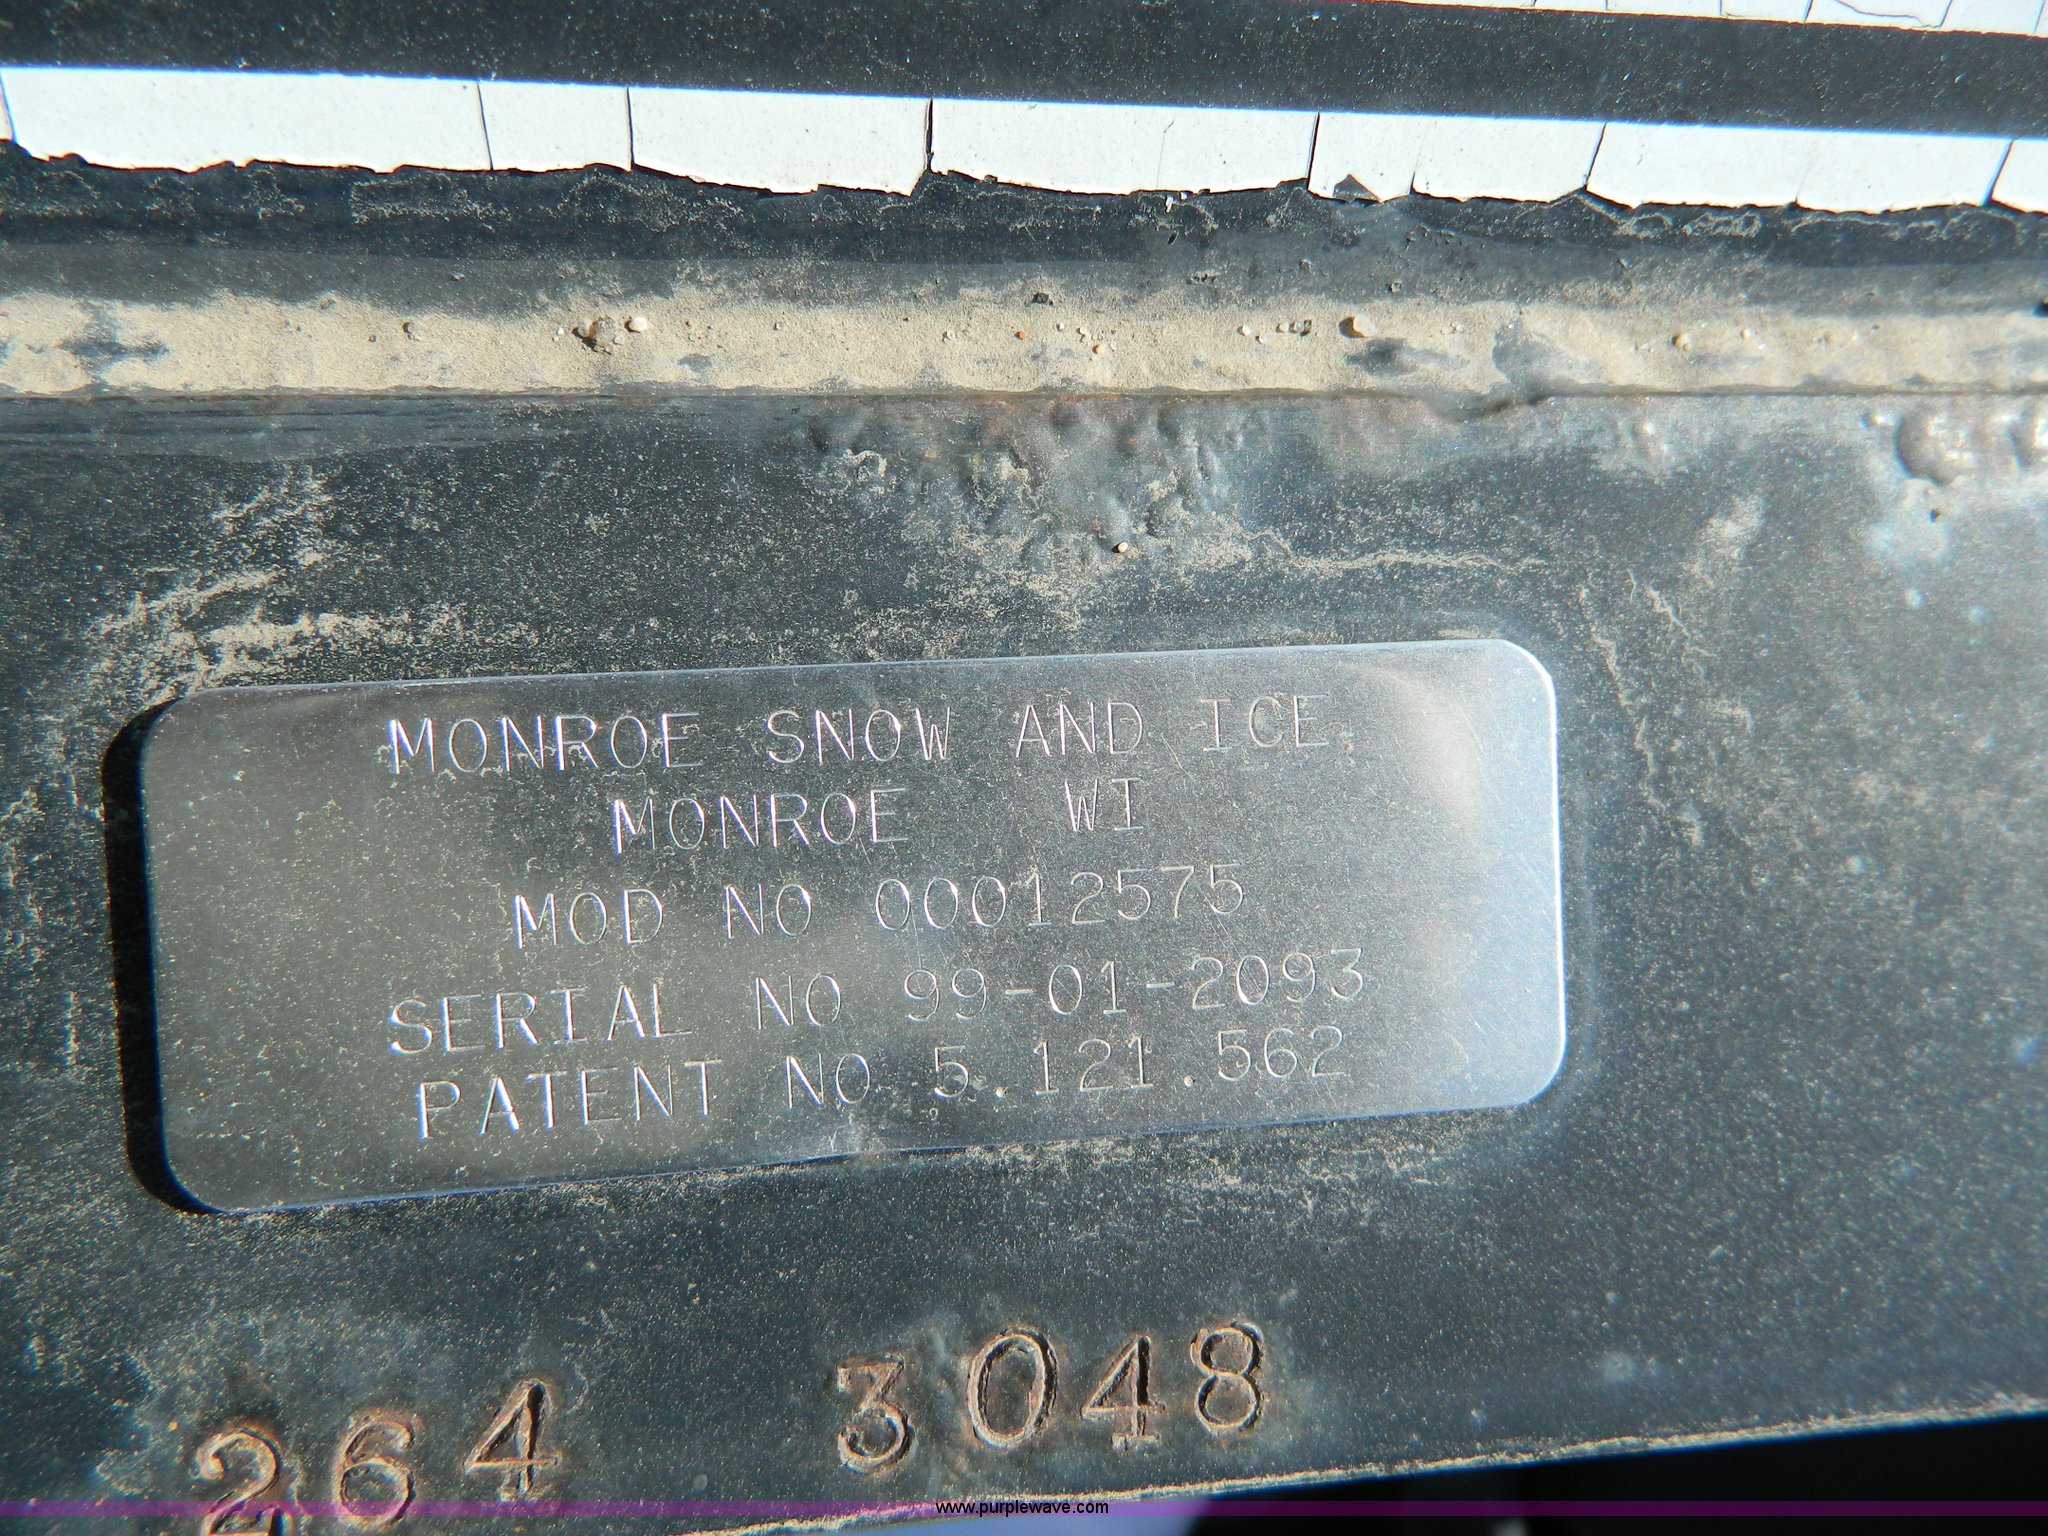 MONROE SNOW AND ICE
MONROE WI
MOD NO 00012575
SERIAL NO 99-01-2093
PATENT NO 5.121.562
264 3048
www.purplewave.com